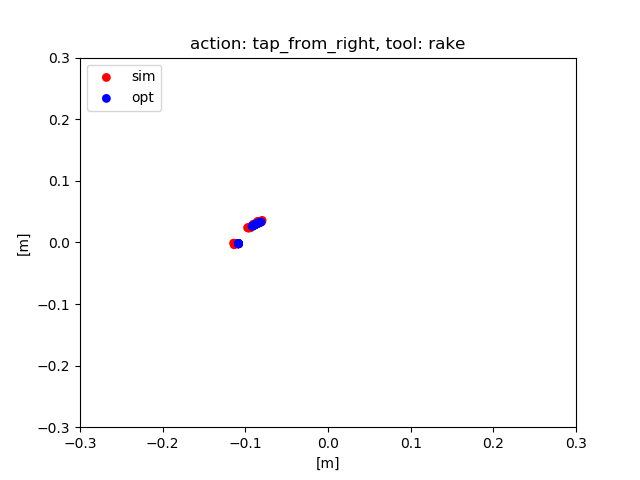 action: tap_from_right, tool: rake
sim
opt
0.3
0.2
0.1
0.0
−0.1
−0.2
−0.3
[m]
−0.3 −0.2 −0.1 0.0 0.1 0.2 0.3
[m]